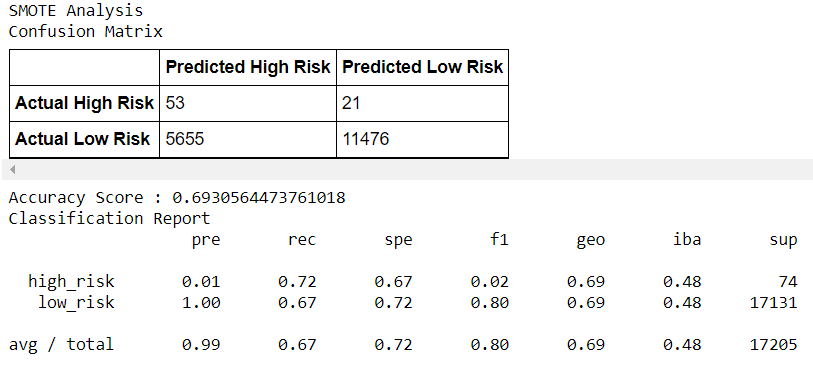 SMOTE Analysis
Confusion Matrix
Predicted High Risk Predicted Low Risk
Actual High Risk 53 21
Actual Low Risk 5655 11476
Accuracy Score : 0.6930564473761018
Classification Report
pre rec spe f1 geo iba sup
high_risk 0.01 0.72 0.67 0.02 0.69 0.48 74
low_risk 1.00 0.67 0.72 0.80 0.69 0.48 17131
avg / total 0.99 0.67 0.72 0.80 0.69 0.48 17205